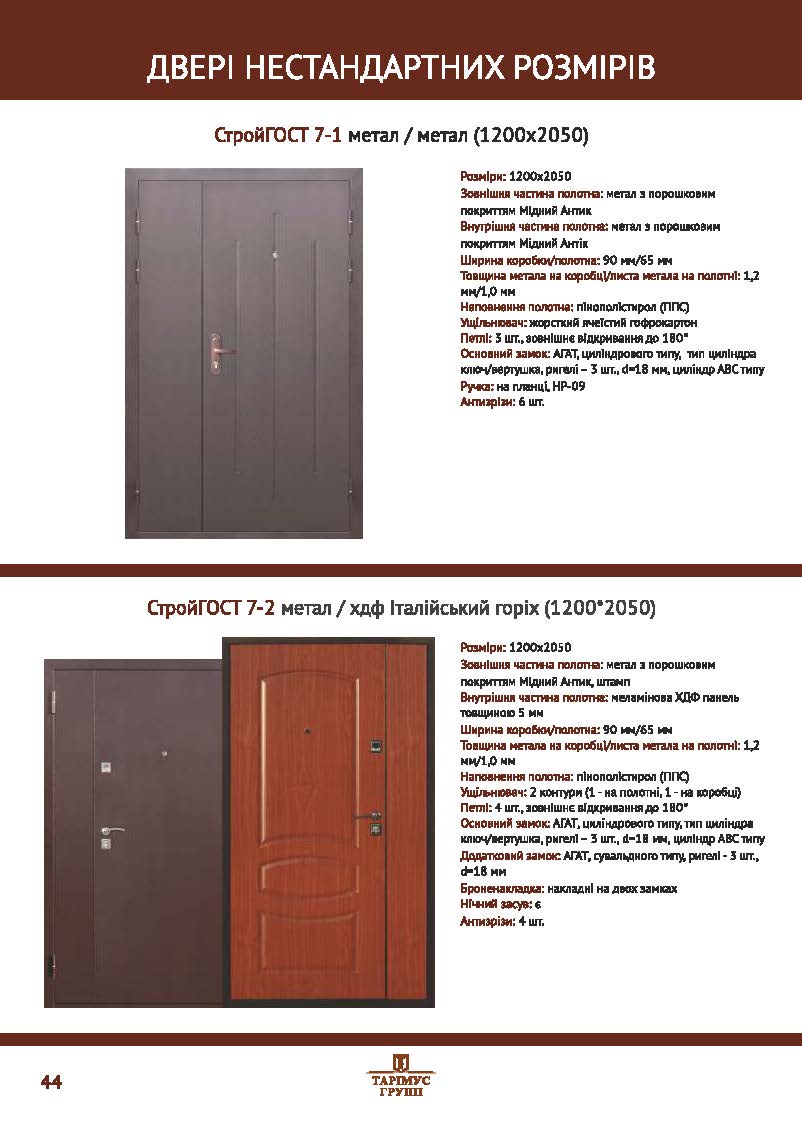 ДВЕРІ НЕСТАНДАРТНИХ РОЗМІРІВ
СтройГОСТ 7-1 метал / метал (1200х2050)
Розміри: 1200х2050
Зовнішня частина полотна: метал з порошковим
покриттям Мідний Антик
Внутрішня частина полотна: метал з порошковим
покриттям Мідний Антік
Ширина коробки/полотна: 90 мм/65 мм
Товщина метала на коробці/листа метала на полотні: 1,2
мм/1,0 мм
Наповнення полотна: пінополістирол (ППС)
Ущільнювач: жорсткий ячеїстий гофрокартон
Петлі: 3 шт., зовнішнє відкривання до 180°
Основний замок: АГАТ, циліндрового типу, тип циліндра
ключ/вертушка, ригелі – 3 шт., d=18 мм, циліндр АВС типу
Ручка: на планці, HP-09
Антизрізи: 6 шт.
СтройГОСТ 7-2 метал / хдф Італійський горіх (1200*2050)
Розміри: 1200х2050
Зовнішня частина полотна: метал з порошковим
покриттям Мідний Антик, штамп
Внутрішня частина полотна: меламінова ХДФ панель
товщиною 5 мм
Ширина коробки/полотна: 90 мм/65 мм
Товщина метала на коробці/листа метала на полотні: 1,2
мм/1,0 мм
Наповнення полотна: пінополістирол (ППС)
Ущільнювач: 2 контури (1 - на полотні, 1 - на коробці)
Петлі: 4 шт., зовнішнє відкривання до 180°
Основний замок: АГАТ, циліндрового типу, тип циліндра
ключ/вертушка, ригелі – 3 шт., d=18 мм, циліндр АВС типу
Додатковий замок: АГАТ, сувальдного типу, ригелі - 3 шт.,
d=18 мм
Броненакладка: накладні на двох замках
Нічний засув: є
Антизрізи: 4 шт.
44
ТАРІМУС
ГРУПП